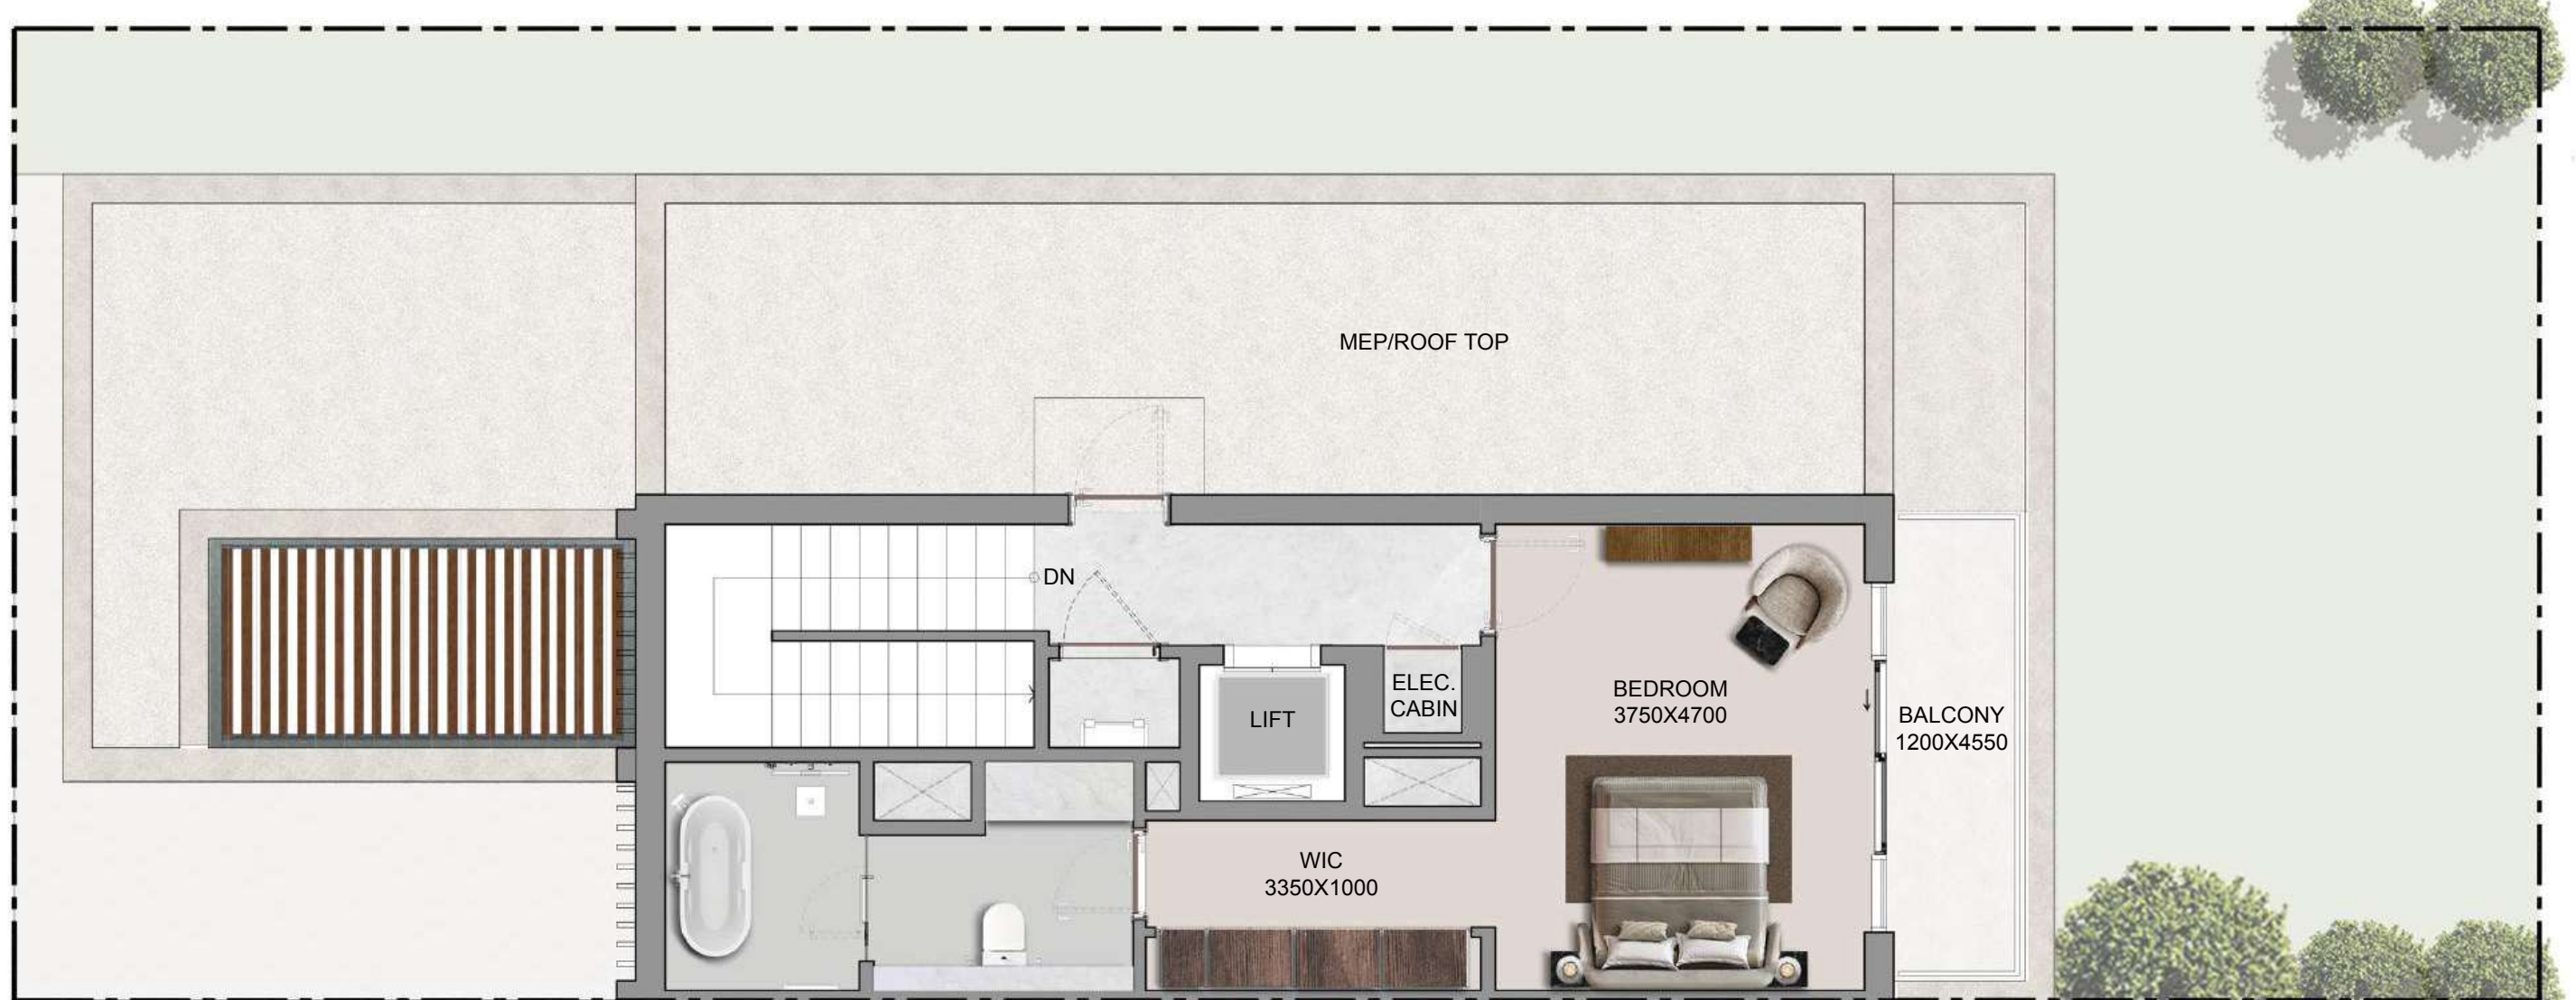 MEP/ROOF TOP
DN
ELEC.
CABIN
LIFT
BEDROOM
3750X4700
BALCONY
1200X4550
WIC
3350X1000